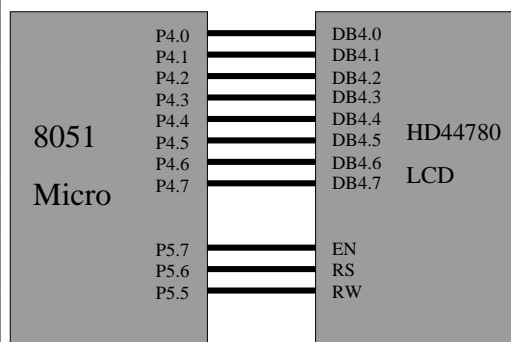 P4.0 DB4.0
P4.1 DB4.1
P4.2 DB4.2
P4.3 DB4.3
P4.4 DB4.4
8051 P4.5 DB4.5 HD44780
P4.6 DB4.6
Micro P4.7 DB4.7 LCD
P5.7 EN
P5.6 RS
P5.5 RW